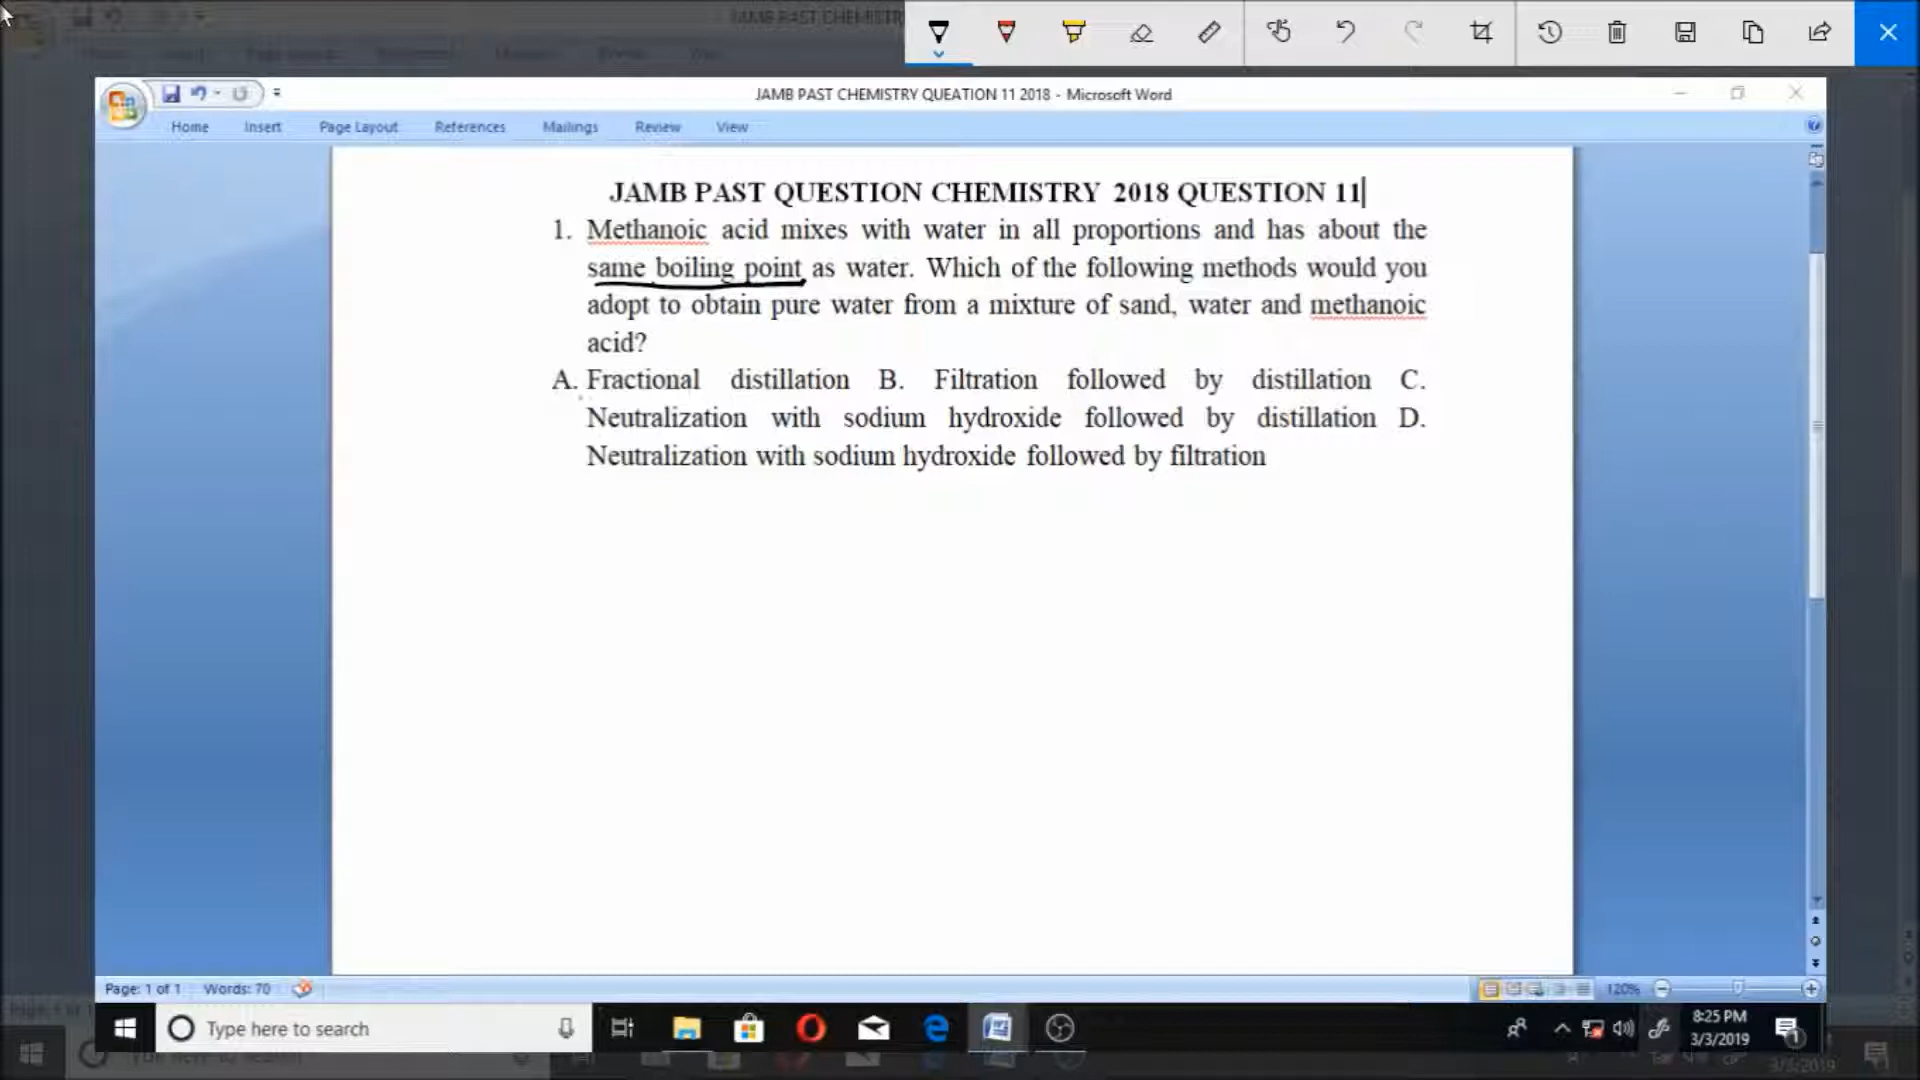 JAMB PAST CHEMISTRY QUEATION 11 2018 - Microsoft Word
Home Insert Page Layout References Mailings Review View
JAMB PAST QUESTION CHEMISTRY 2018 QUESTION 11
1. Methanoic acid mixes with water in all proportions and has about the
same boiling point as water. Which of the following methods would you
adopt to obtain pure water from a mixture of sand, water and methanoic
acid?
A. Fractional distillation B. Filtration followed by distillation C.
Neutralization with sodium hydroxide followed by distillation D.
Neutralization with sodium hydroxide followed by filtration
Page: 1 of 1 Words: 70 120%
Type here to search
8:25 PM
3/3/2019
1